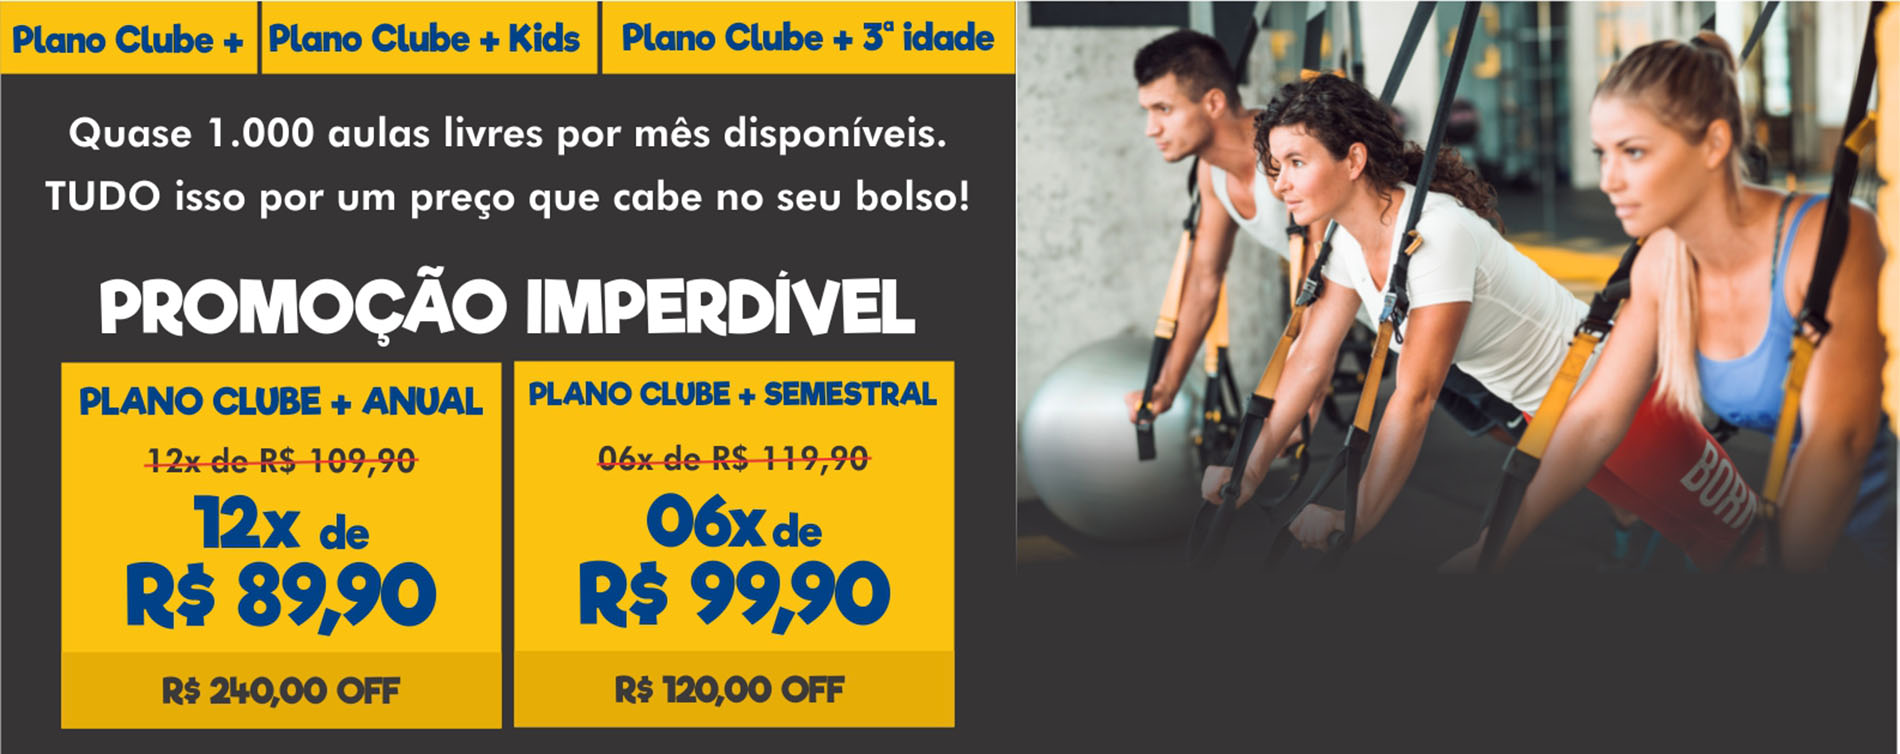 Plano Clube +
Plano Clube + Kids
Plano Clube + 3ª idade
Quase 1.000 aulas livres por mês disponíveis.
TUDO isso por um preço que cabe no seu bolso!
PROMOÇÃO IMPERDÍVEL
PLANO CLUBE + ANUAL
12x de R$ 109,90
12x de
R$ 89,90
R$ 240,00 OFF
PLANO CLUBE + SEMESTRAL
06x de R$ 119,90
06x de
R$ 99,90
R$ 120,00 OFF